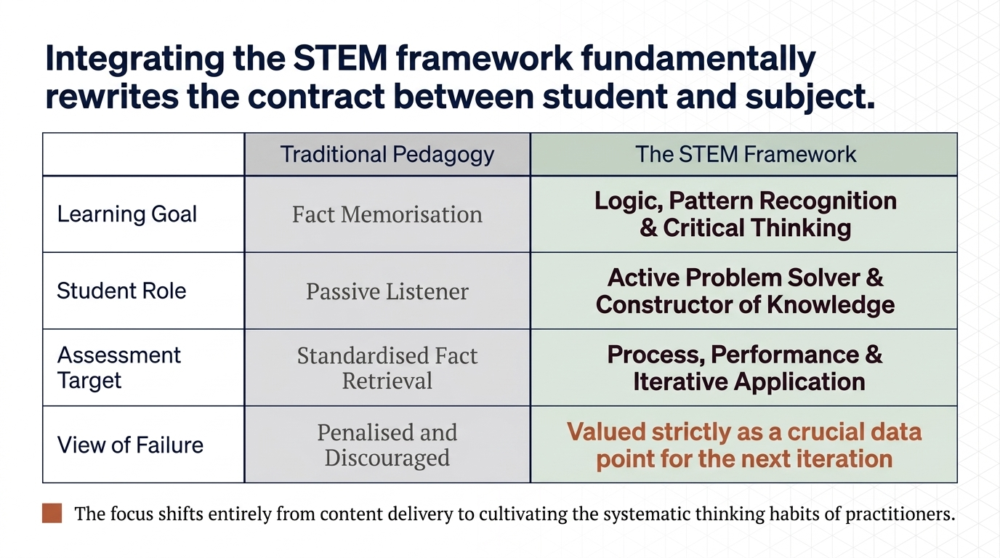 Integrating the STEM framework fundamentally
rewrites the contract between student and subject.
Traditional Pedagogy
The STEM Framework
Learning Goal
Fact Memorisation
Logic, Pattern Recognition
& Critical Thinking
Student Role
Passive Listener
Active Problem Solver &
Constructor of Knowledge
Assessment
Target
Standardised Fact
Retrieval
Process, Performance &
Iterative Application
View of Failure
Penalised and
Discouraged
Valued strictly as a crucial data
point for the next iteration
The focus shifts entirely from content delivery to cultivating the systematic thinking habits of practitioners.